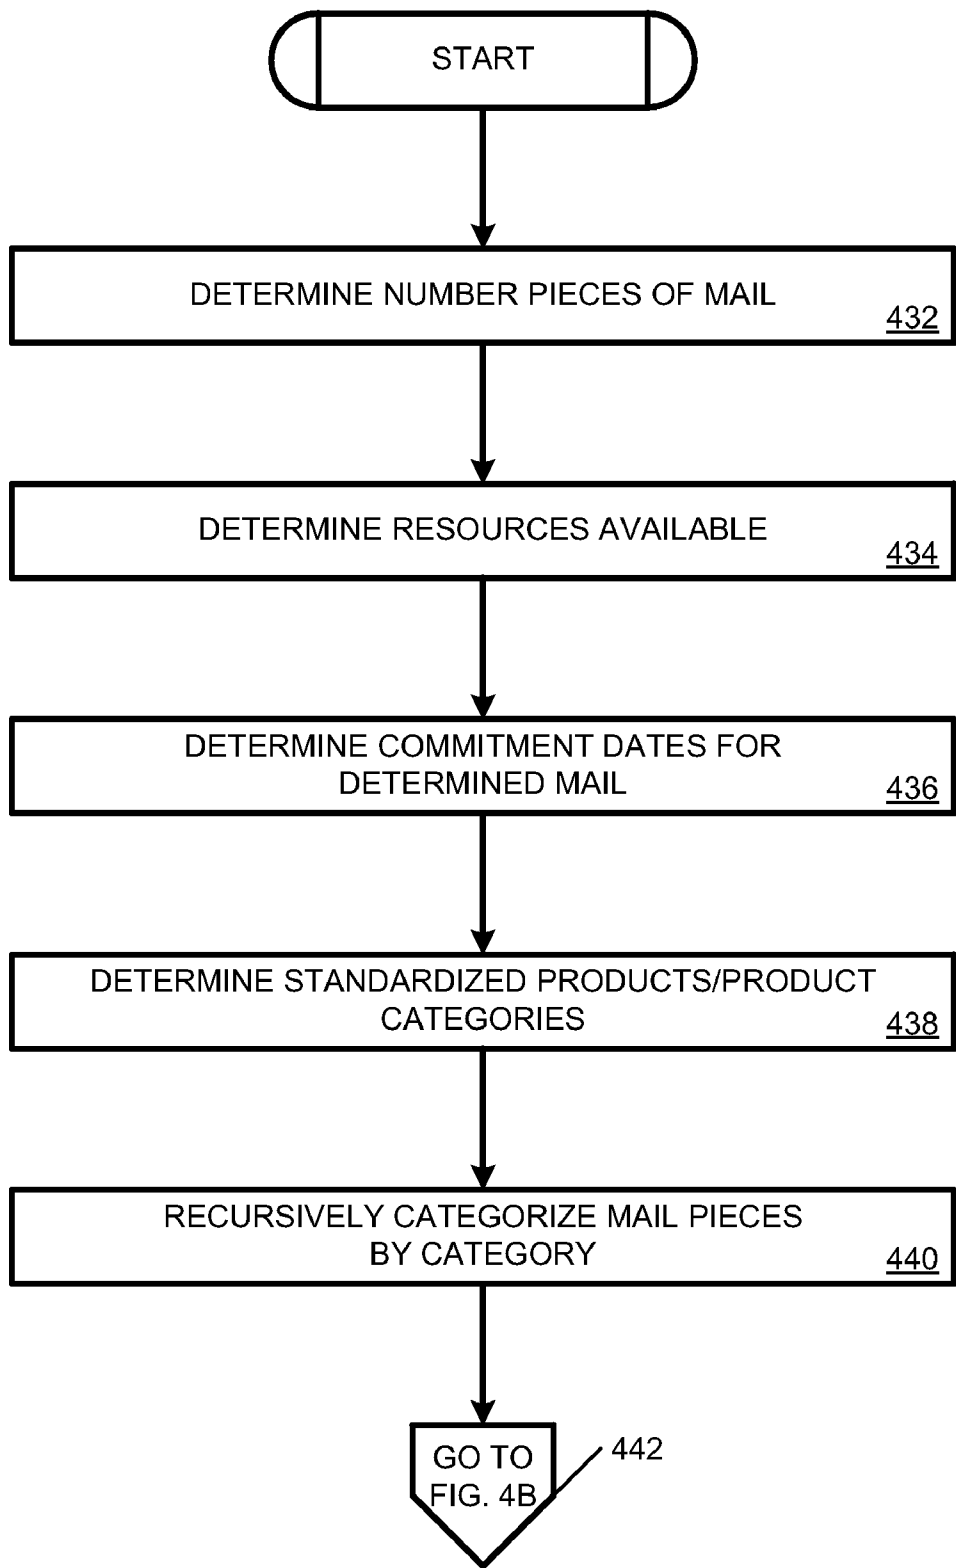 START
DETERMINE NUMBER PIECES OF MAIL
432
DETERMINE RESOURCES AVAILABLE
434
DETERMINE COMMITMENT DATES FOR
DETERMINED MAIL
436
DETERMINE STANDARDIZED PRODUCTS/PRODUCT
CATEGORIES
438
RECURSIVELY CATEGORIZE MAIL PIECES
BY CATEGORY
440
GO TO
FIG. 4B
442